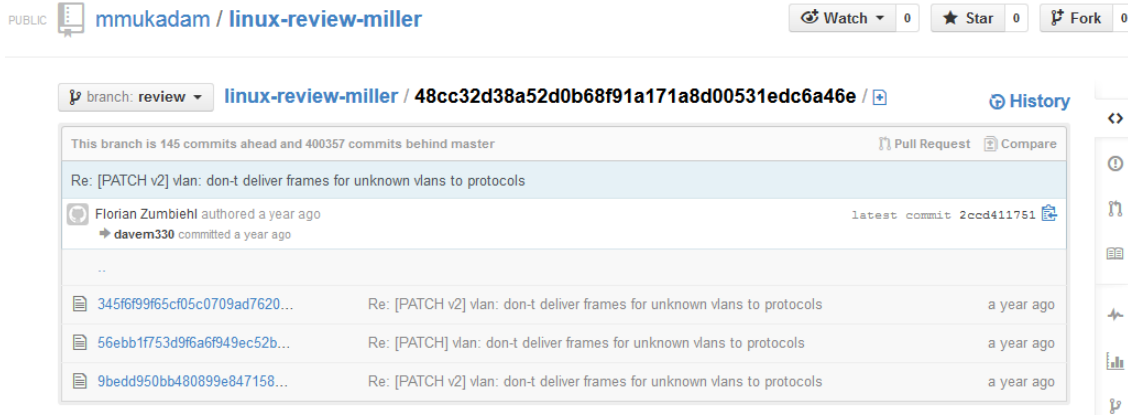 PUBLIC mmukadam / linux-review-miller Watch 0 Star 0 Fork 0
branch: review linux-review-miller / 48cc32d38a52d0b68f91a171a8d00531edc6a46e / History
This branch is 145 commits ahead and 400357 commits behind master Pull Request Compare
Re: [PATCH v2] vlan: don-t deliver frames for unknown vlans to protocols
Florian Zumbiehl authored a year ago latest commit 2ccd411751
davem330 committed a year ago
..
345f6f99f65cf05c0709ad7620... Re: [PATCH v2] vlan: don-t deliver frames for unknown vlans to protocols a year ago
56ebb1f753d9f6a6f949ec52b... Re: [PATCH] vlan: don-t deliver frames for unknown vlans to protocols a year ago
9bedd950bb480899e847158... Re: [PATCH v2] vlan: don-t deliver frames for unknown vlans to protocols a year ago